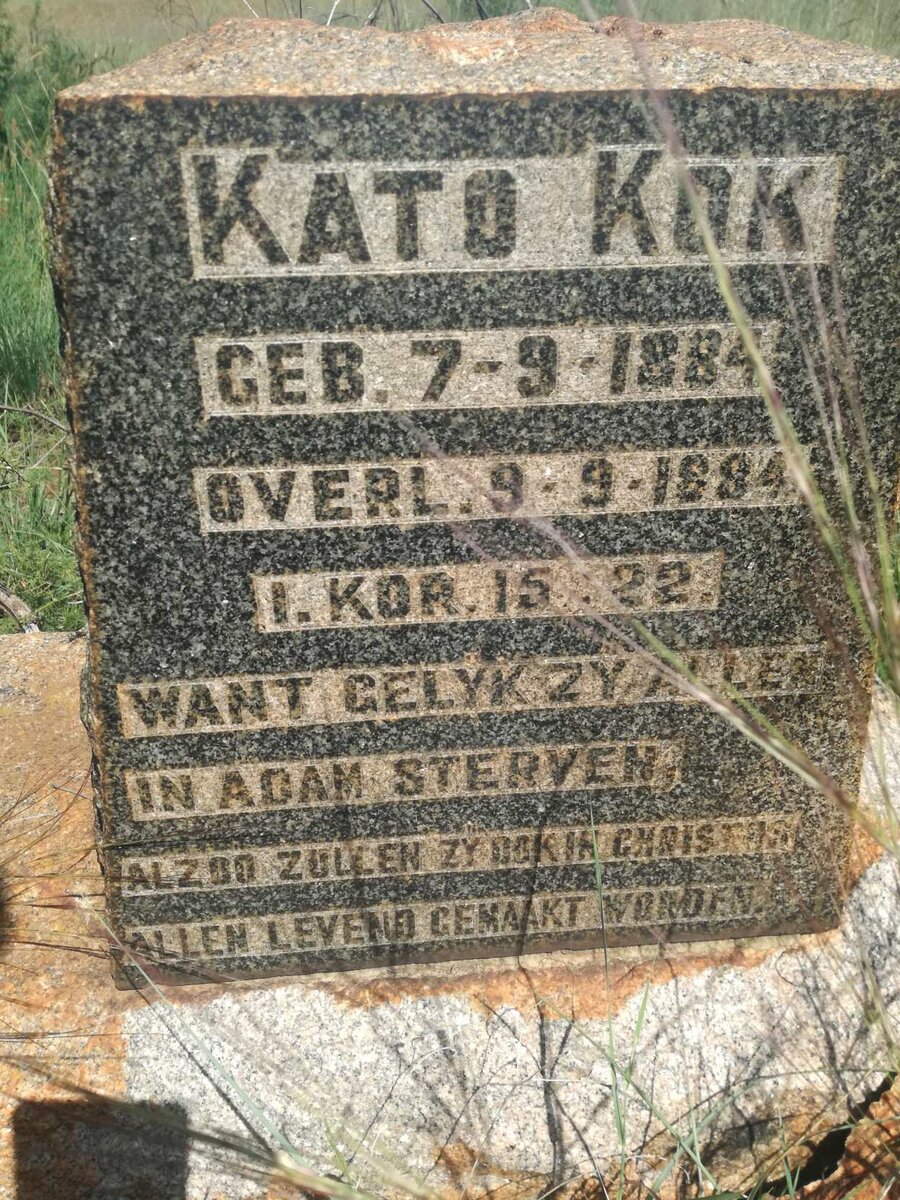 KATO KOK
GEB. 7-9-1884
OVERL. 9-9-1884
1. KOR. 15:22.
WANT GELYK ZY ALLEN
IN ADAM STERVEN,
ALZOO ZULLEN ZY OOK IN CHRISTUS
ALLEN LEVEND GEMAAKT WORDEN.